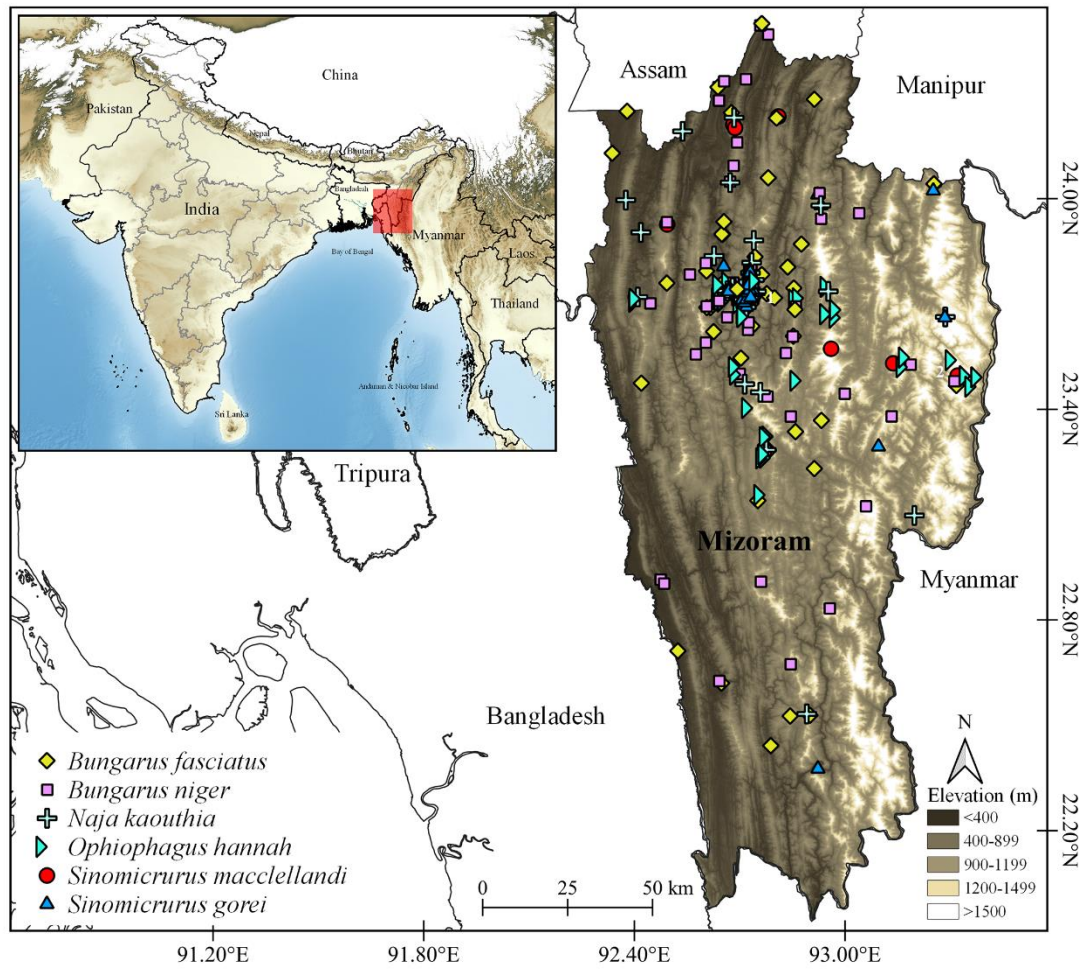 China
Pakistan
Nepal
Bhutan
Bangladesh
India
Myanmar
Bay of Bengal
Laos
Thailand
Andaman & Nicobar Island
Sri Lanka
Assam
Manipur
24.00°N
23.40°N
Tripura
Mizoram
Myanmar
22.80°N
Bangladesh
N
Bungarus fasciatus
Bungarus niger
Naja kaouthia
Ophiophagus hannah
Sinomicrurus macclellandi
Sinomicrurus gorei
0 25 50 km
Elevation (m)
<400
400-899
900-1199
1200-1499
>1500
22.20°N
91.20°E 91.80°E 92.40°E 93.00°E